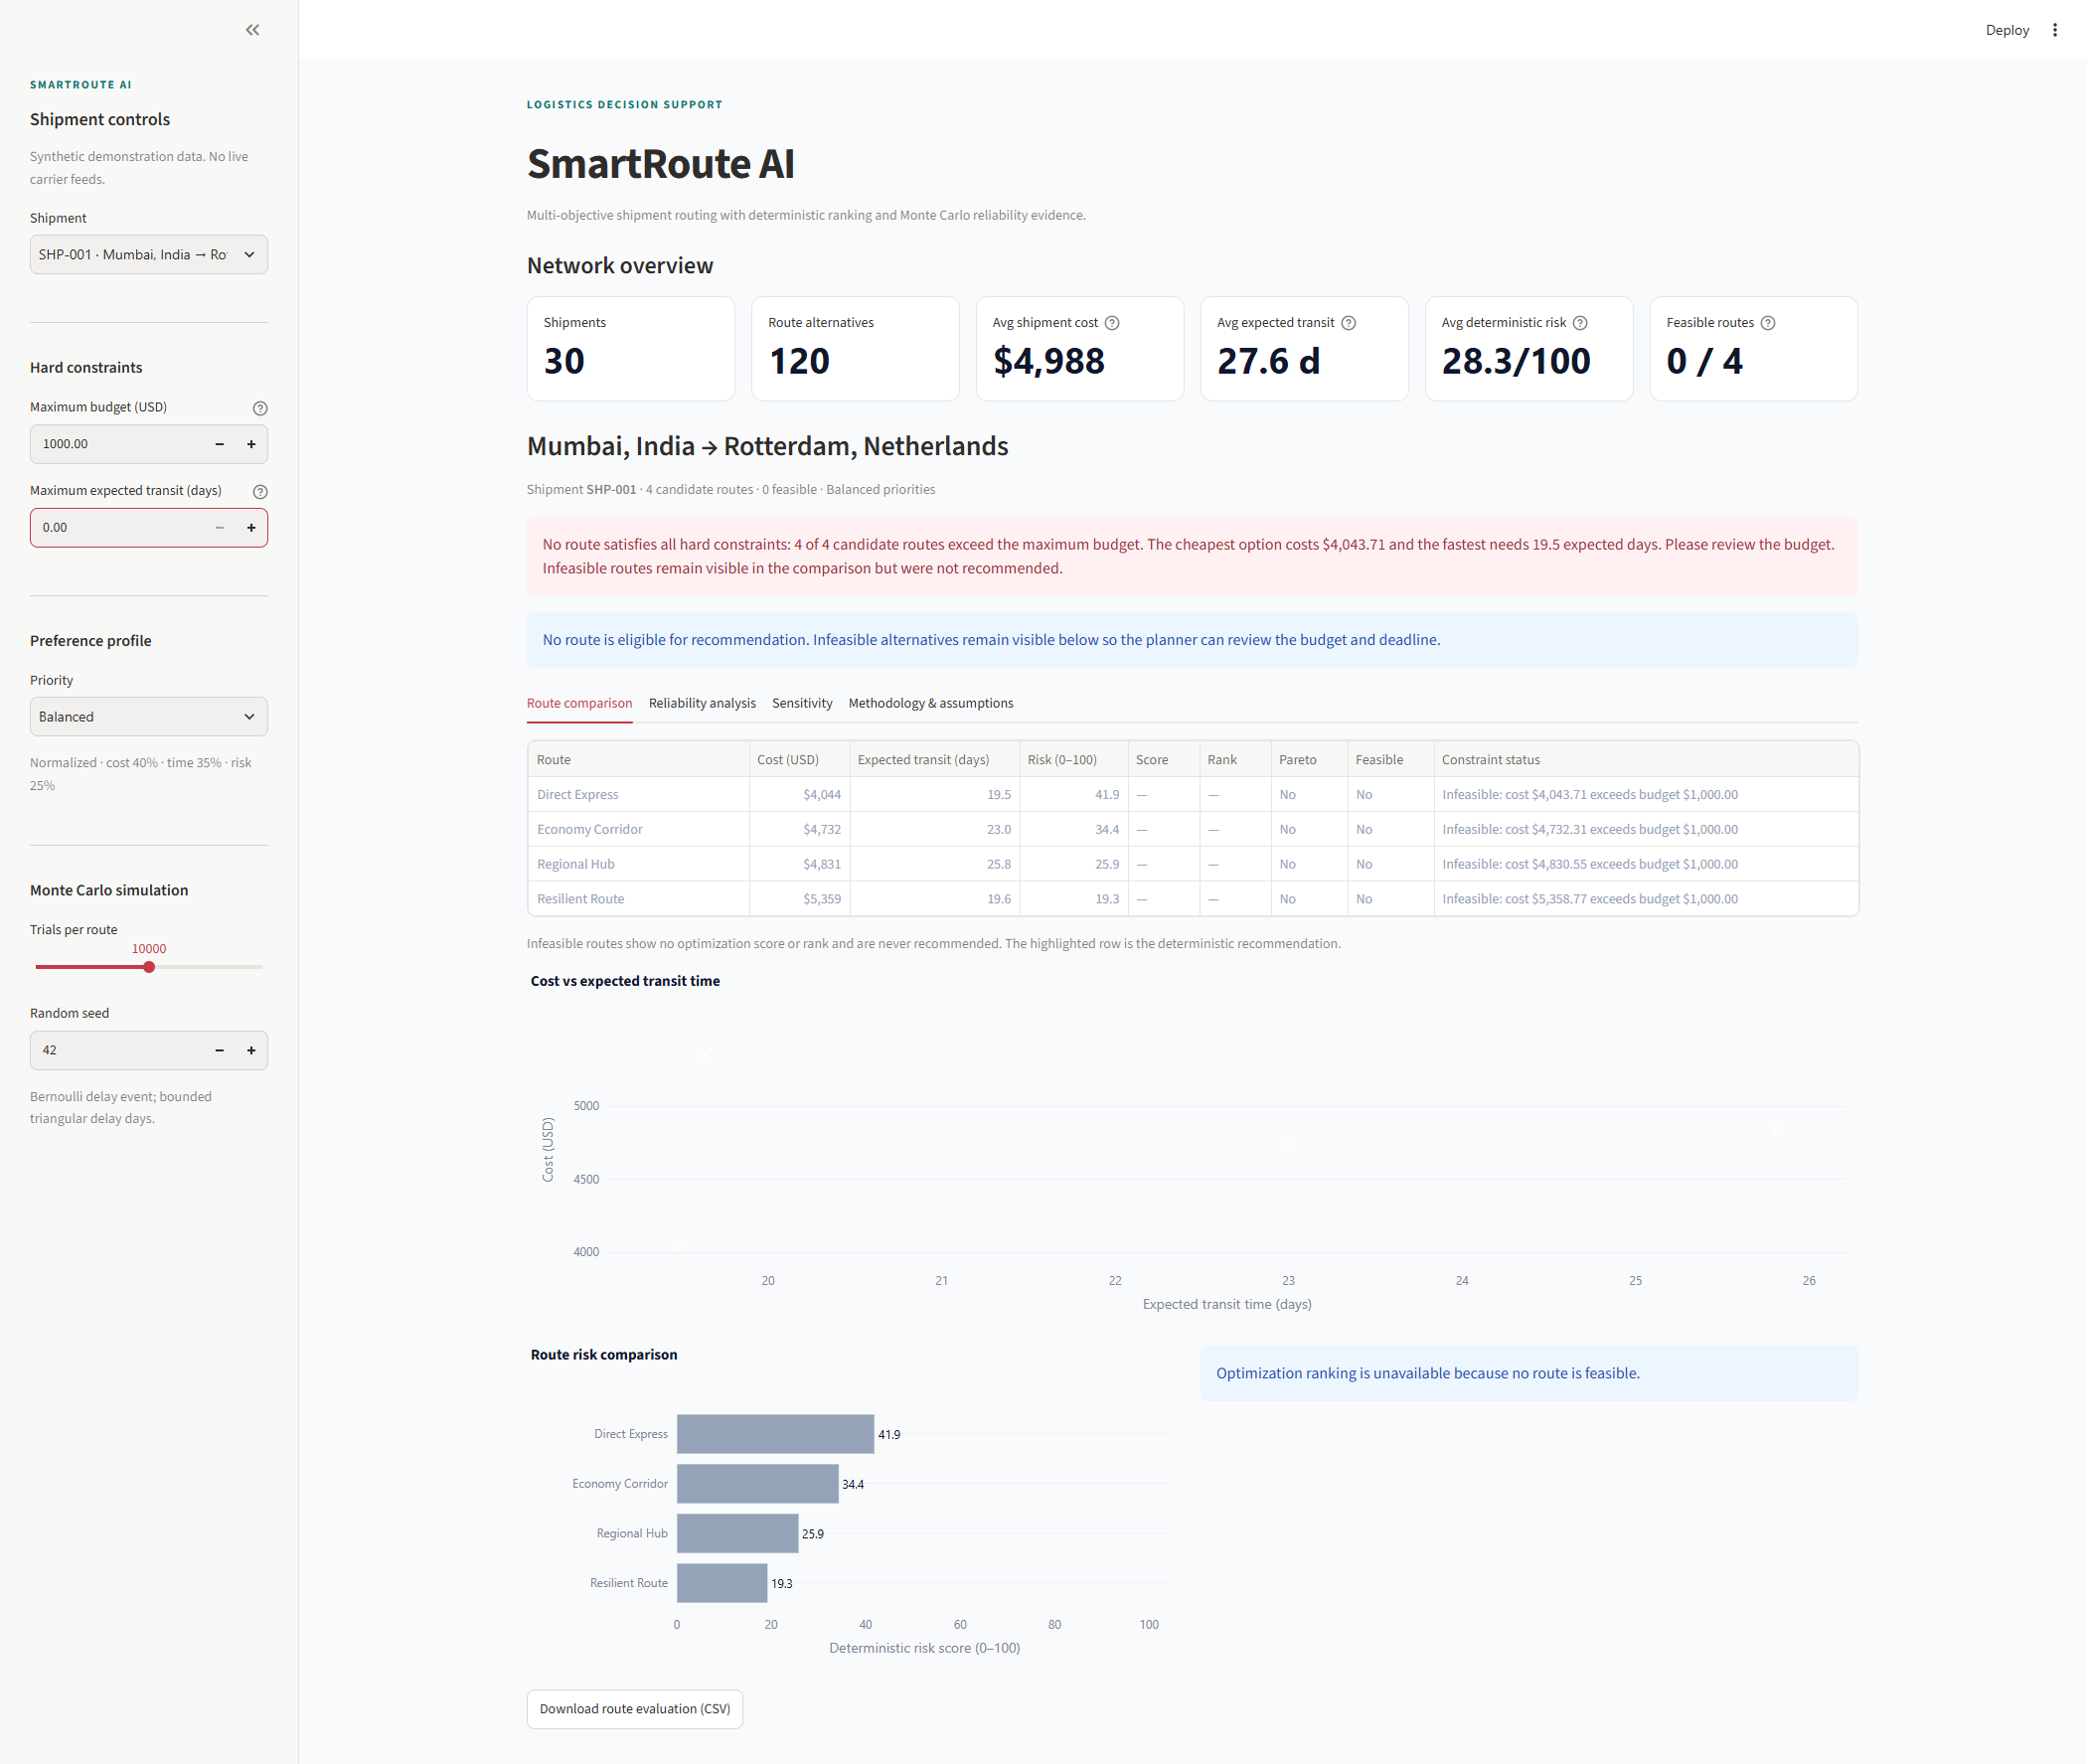 Deploy
SMARTROUTE AI
Shipment controls
Synthetic demonstration data. No live
carrier feeds.
Shipment
SHP-001 · Mumbai, India → Ro
Hard constraints
Maximum budget (USD)
1000.00
Maximum expected transit (days)
0.00
Preference profile
Priority
Balanced
Normalized · cost 40% · time 35% · risk
25%
Monte Carlo simulation
Trials per route
10000
Random seed
42
Bernoulli delay event; bounded
triangular delay days.
LOGISTICS DECISION SUPPORT
SmartRoute AI
Multi-objective shipment routing with deterministic ranking and Monte Carlo reliability evidence.
Network overview
Shipments
30
Route alternatives
120
Avg shipment cost
$4,988
Avg expected transit
27.6 d
Avg deterministic risk
28.3/100
Feasible routes
0 / 4
Mumbai, India → Rotterdam, Netherlands
Shipment SHP-001 · 4 candidate routes · 0 feasible · Balanced priorities
No route satisfies all hard constraints: 4 of 4 candidate routes exceed the maximum budget. The cheapest option costs $4,043.71 and the fastest needs 19.5 expected days. Please review the budget.
Infeasible routes remain visible in the comparison but were not recommended.
No route is eligible for recommendation. Infeasible alternatives remain visible below so the planner can review the budget and deadline.
Route comparison Reliability analysis Sensitivity Methodology & assumptions
Route Cost (USD) Expected transit (days) Risk (0–100) Score Rank Pareto Feasible Constraint status
Direct Express $4,044 19.5 41.9 — — No No Infeasible: cost $4,043.71 exceeds budget $1,000.00
Economy Corridor $4,732 23.0 34.4 — — No No Infeasible: cost $4,732.31 exceeds budget $1,000.00
Regional Hub $4,831 25.8 25.9 — — No No Infeasible: cost $4,830.55 exceeds budget $1,000.00
Resilient Route $5,359 19.6 19.3 — — No No Infeasible: cost $5,358.77 exceeds budget $1,000.00
Infeasible routes show no optimization score or rank and are never recommended. The highlighted row is the deterministic recommendation.
Cost vs expected transit time
Cost (USD)
5000
4500
4000
20 21 22 23 24 25 26
Expected transit time (days)
Route risk comparison
Direct Express 41.9
Economy Corridor 34.4
Regional Hub 25.9
Resilient Route 19.3
0 20 40 60 80 100
Deterministic risk score (0–100)
Optimization ranking is unavailable because no route is feasible.
Download route evaluation (CSV)